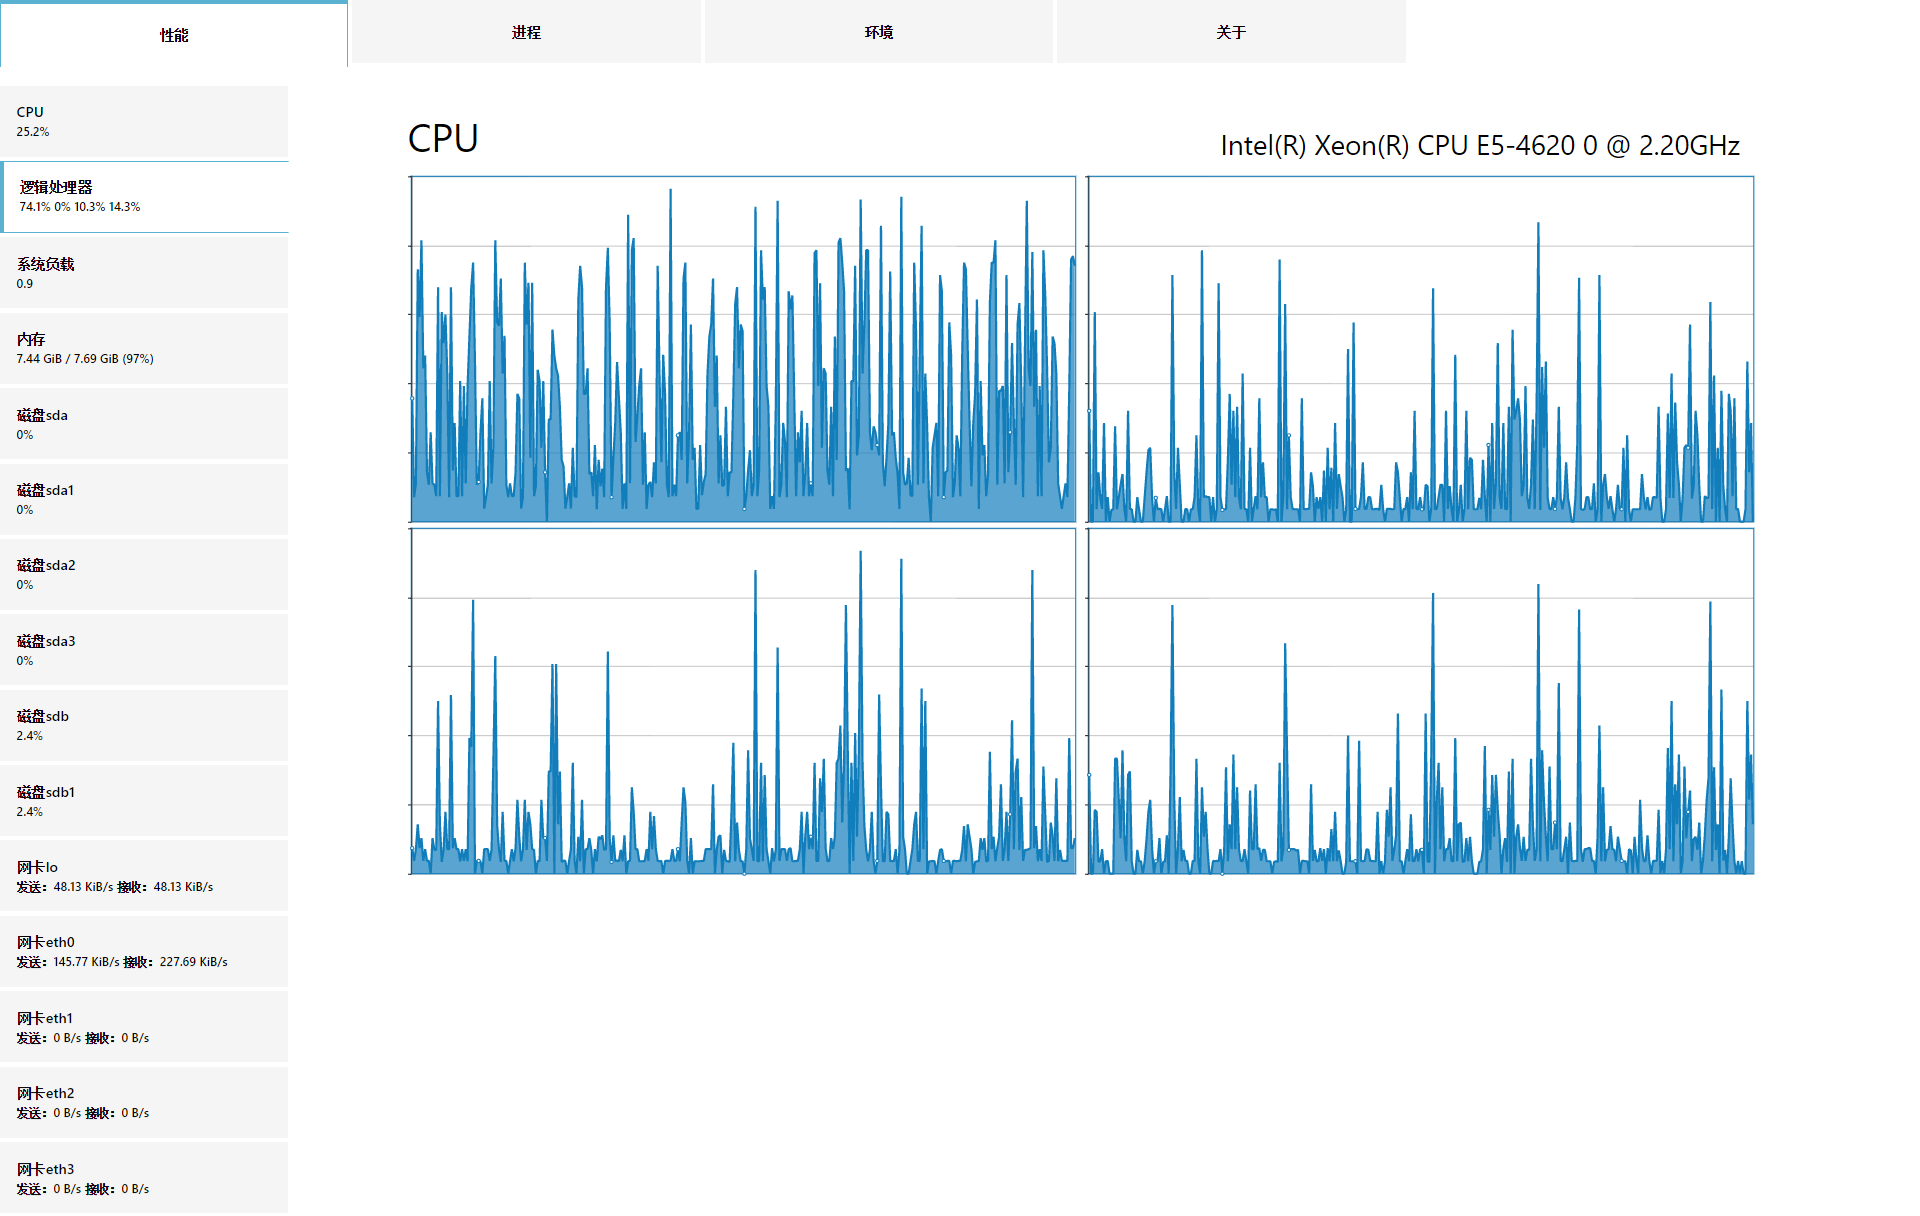 性能
进程
环境
关于
CPU
25.2%
逻辑处理器
74.1% 0% 10.3% 14.3%
系统负载
0.9
内存
7.44 GiB / 7.69 GiB (97%)
磁盘sda
0%
磁盘sda1
0%
磁盘sda2
0%
磁盘sda3
0%
磁盘sdb
2.4%
磁盘sdb1
2.4%
网卡lo
发送：48.13 KiB/s 接收：48.13 KiB/s
网卡eth0
发送：145.77 KiB/s 接收：227.69 KiB/s
网卡eth1
发送：0 B/s 接收：0 B/s
网卡eth2
发送：0 B/s 接收：0 B/s
网卡eth3
发送：0 B/s 接收：0 B/s
CPU
Intel(R) Xeon(R) CPU E5-4620 0 @ 2.20GHz